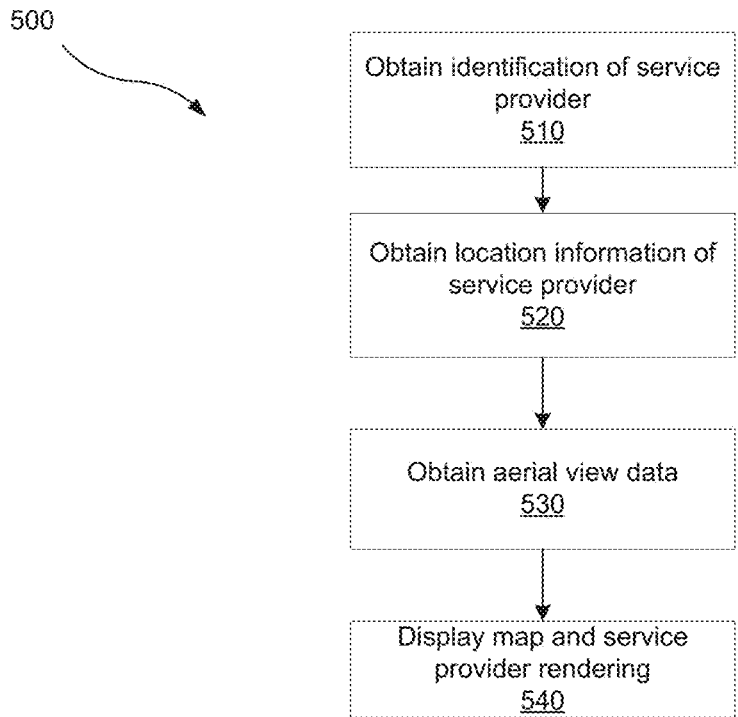 500
Obtain identification of service
provider
510
Obtain location information of
service provider
520
Obtain aerial view data
530
Display map and service
provider rendering
540